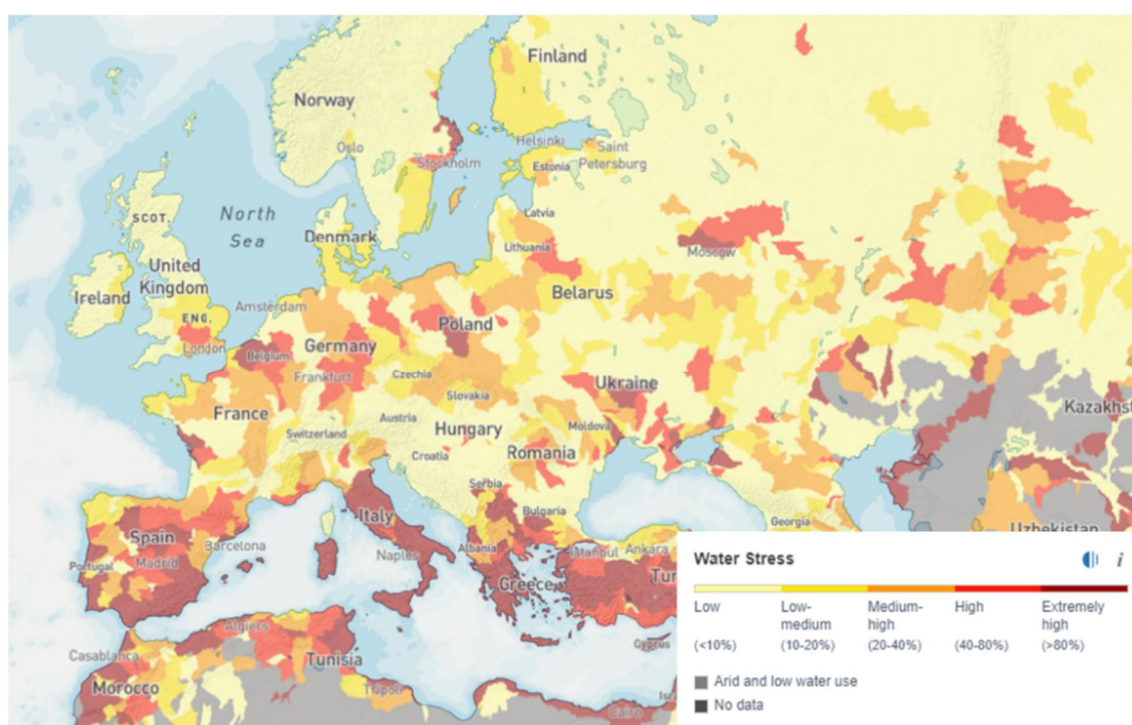 Finland
Norway
Oslo
Helsinki
Saint
Petersburg
Stockholm
Estonia
SCOT.
North
Sea
Latvia
Denmark
Lithuania
Moscow
United
Kingdom
Ireland
Belarus
Amsterdam
ENG.
London
Poland
Belgium
Germany
Frankfurt
Czechia
Ukraine
Slovakia
Kazakhst
France
Austria
Switzerland
Hungary
Moldova
Croatia
Romania
Serbia
Italy
Bulgaria
Georgia
Uzbekistan
Spain
Barcelona
Madrid
Portugal
Naples
Albania
Istanbul
Ankara
Greece
Tur
Algiers
Cyprus
Casablanca
Tunisia
Morocco
Tripoli
Isr
Cairo
Water Stress
i
Low Low- Medium- High Extremely
medium high high
(<10%) (10-20%) (20-40%) (40-80%) (>80%)
Arid and low water use
No data